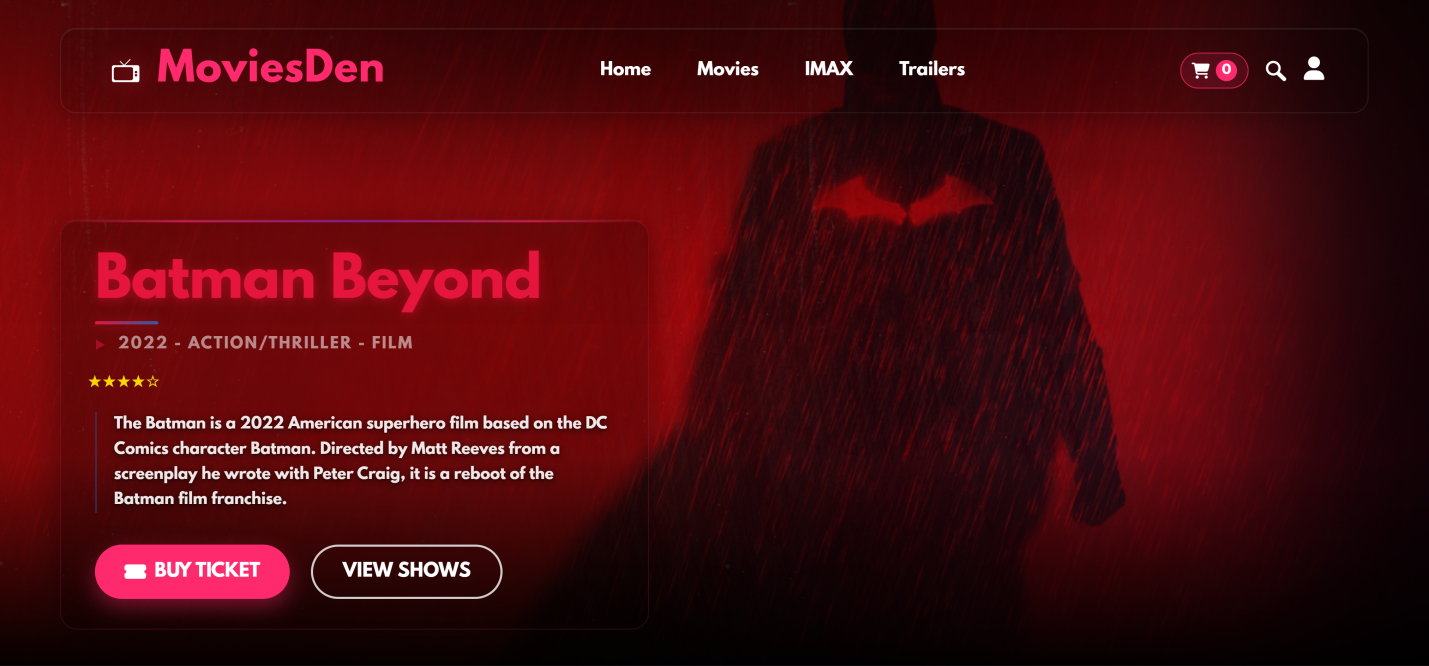 MoviesDen
Home Movies IMAX Trailers
0
Batman Beyond
2022 - ACTION/THRILLER - FILM
The Batman is a 2022 American superhero film based on the DC
Comics character Batman. Directed by Matt Reeves from a
screenplay he wrote with Peter Craig, it is a reboot of the
Batman film franchise.
BUY TICKET
VIEW SHOWS